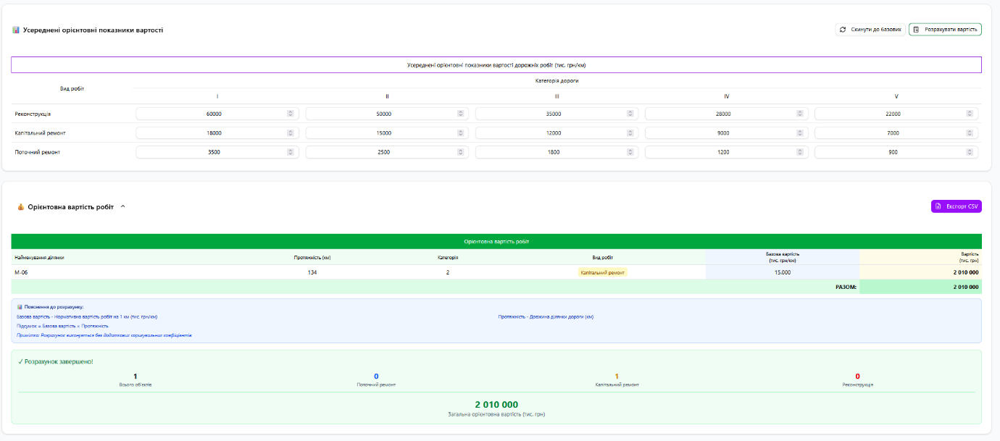 Усереднені орієнтовні показники вартості
Скинути до базових
Розрахувати вартість
Усереднені орієнтовні показники вартості дорожніх робіт (тис. грн/км)
Вид робіт
Категорія дороги
I II III IV V
Реконструкція 60000 50000 35000 28000 22000
Капітальний ремонт 18000 15000 12000 9000 7000
Поточний ремонт 3500 2500 1800 1200 900
Орієнтовна вартість робіт
Експорт CSV
Орієнтовна вартість робіт
Найменування ділянки Протяжність (км) Категорія Вид робіт Базова вартість (тис. грн/км) Вартість (тис. грн)
М-06 134 2 Капітальний ремонт 15.000 2 010 000
РАЗОМ: 2 010 000
Пояснення до розрахунку:
Базова вартість - Нормативна вартість робіт на 1 км (тис. грн/км) Протяжність - Довжина ділянки дороги (км)
Підсумок = Базова вартість × Протяжність
Примітка: Розрахунок виконується без додаткових коригувальних коефіцієнтів
✓ Розрахунок завершено!
1 0 1 0
Всього об'єктів Поточний ремонт Капітальний ремонт Реконструкція
2 010 000
Загальна орієнтовна вартість (тис. грн)